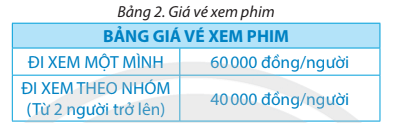 Bảng 2. Giá vé xem phim
BẢNG GIÁ VÉ XEM PHIM
ĐI XEM MỘT MÌNH 60 000 đồng/người
ĐI XEM THEO NHÓM
(Từ 2 người trở lên) 40 000 đồng/người